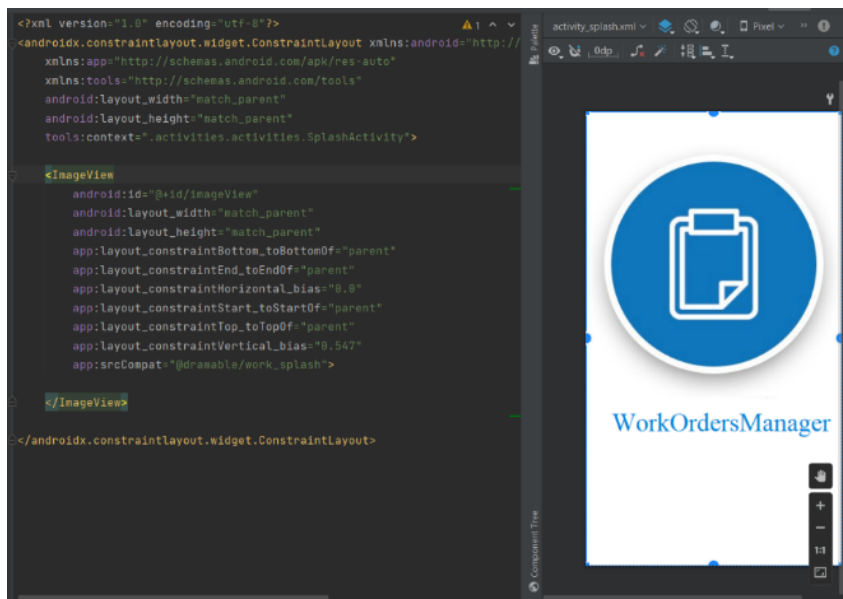 <?xml version="1.0" encoding="utf-8"?>
1
<androidx.constraintlayout.widget.ConstraintLayout xmlns:android="http://
xmlns:app="http://schemas.android.com/apk/res-auto"
xmlns:tools="http://schemas.android.com/tools"
android:layout_width="match_parent"
android:layout_height="match_parent"
tools:context=".activities.activities.SplashActivity">
<ImageView
android:id="@+id/imageView"
android:layout_width="match_parent"
android:layout_height="match_parent"
app:layout_constraintBottom_toBottomOf="parent"
app:layout_constraintEnd_toEndOf="parent"
app:layout_constraintHorizontal_bias="0.0"
app:layout_constraintStart_toStartOf="parent"
app:layout_constraintTop_toTopOf="parent"
app:layout_constraintVertical_bias="0.547"
app:srcCompat="@drawable/work_splash">
</ImageView>
</androidx.constraintlayout.widget.ConstraintLayout>
Palette
Component Tree
activity_splash.xml
Pixel
0dp
WorkOrdersManager
1:1